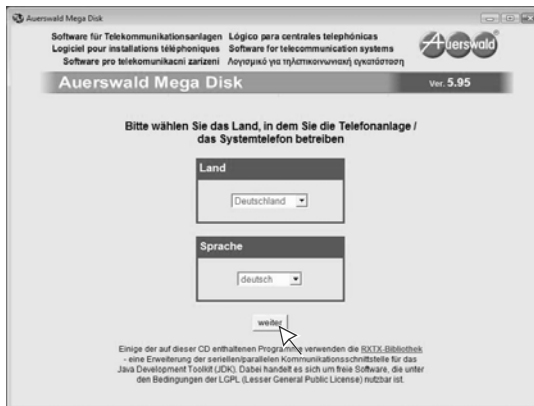 Auerswald Mega Disk
Software für Telekommunikationsanlagen Lógico para centrales telephónicas
Logiciel pour installations téléphoniques Software for telecommunication systems
Software pro telekomunikacni zarizeni Λογισμικό για τηλεπικοινωνιακή εγκατάσταση
Auerswald
Auerswald Mega Disk Ver. 5.95
Bitte wählen Sie das Land, in dem Sie die Telefonanlage /
das Systemtelefon betreiben
Land
Deutschland
Sprache
deutsch
weiter
Einige der auf dieser CD enthaltenen Programme verwenden die RXTX-Bibliothek
- eine Erweiterung der seriellen/parallelen Kommunikationsschnittstelle für das
Java Development Toolkit (JDK). Dabei handelt es sich um freie Software, die unter
den Bedingungen der LGPL (Lesser General Public License) nutzbar ist.